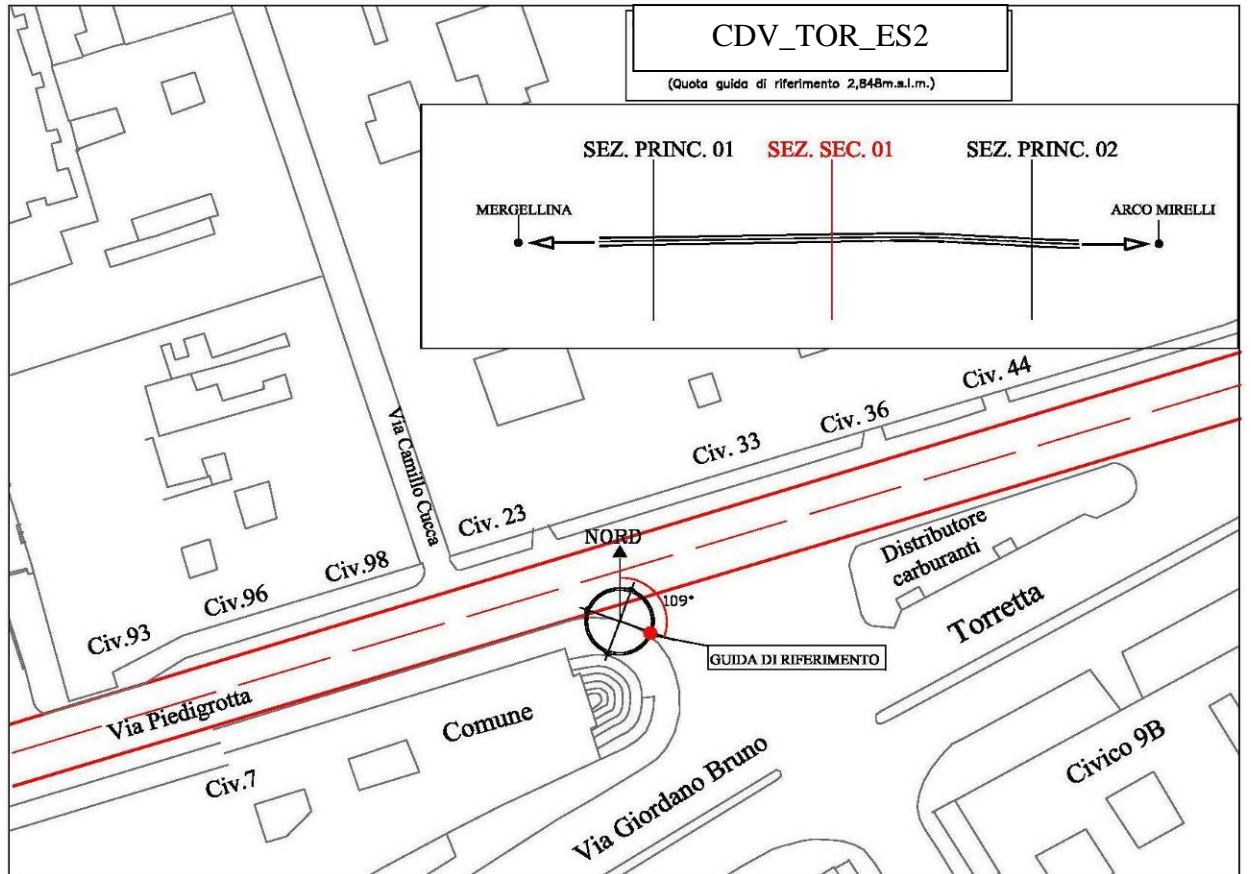 CDV_TOR_ES2
(Quota guida di riferimento 2,848m.s.l.m.)
SEZ. PRINC. 01
SEZ. SEC. 01
SEZ. PRINC. 02
MERGELLINA
ARCO MIRELLI
Civ. 44
Civ. 36
Civ. 33
Via Camillo Cucca
Civ. 23
NORD
Distributore
carburanti
Civ.98
Civ.96
Civ.93
109°
Torretta
GUIDA DI RIFERIMENTO
Via Piedigrotta
Comune
Civ.7
Via Giordano Bruno
Civico 9B